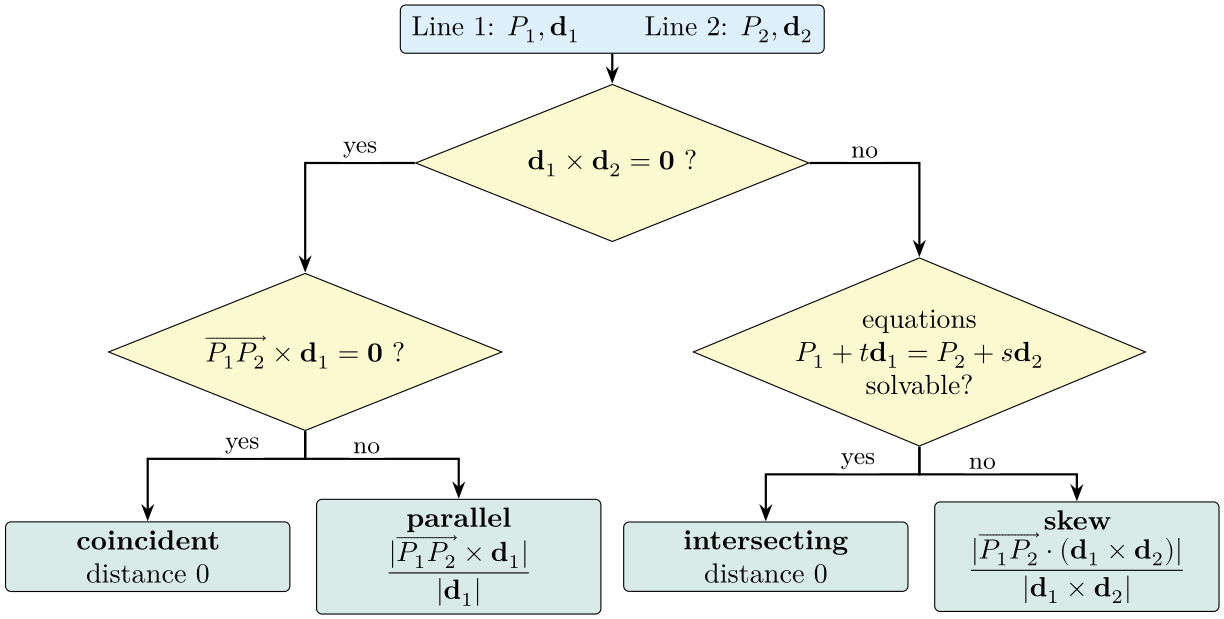 Line 1: P₁, d₁ Line 2: P₂, d₂
d₁ × d₂ = 0 ?
yes
no
P₁P₂⃗ × d₁ = 0 ?
equations
P₁ + td₁ = P₂ + sd₂
solvable?
yes
no
yes
no
coincident
distance 0
parallel
|P₁P₂⃗ × d₁|
|d₁|
intersecting
distance 0
skew
|P₁P₂⃗ · (d₁ × d₂)|
|d₁ × d₂|